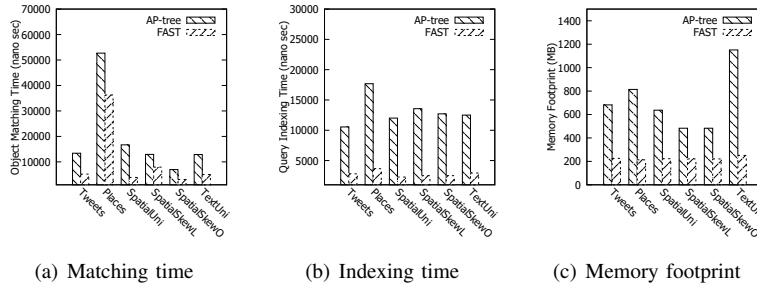 70000
60000
50000
40000
30000
20000
10000
Object Matching Time (nano sec)
AP-tree
FAST
Tweets
Places
SpatialUni
SpatialSkewL
SpatialSkewO
TextUni
(a) Matching time
30000
25000
20000
15000
10000
5000
Query Indexing Time (nano sec)
AP-tree
FAST
Tweets
Places
SpatialUni
SpatialSkewL
SpatialSkewO
TextUni
(b) Indexing time
1400
1200
1000
800
600
400
200
0
Memory Footprint (MB)
AP-tree
FAST
Tweets
Places
SpatialUni
SpatialSkewL
SpatialSkewO
TextUni
(c) Memory footprint